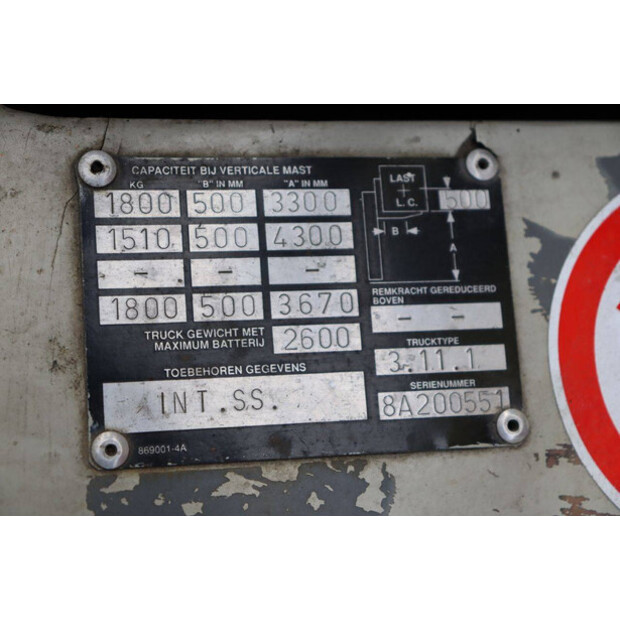 CAPACITEIT BIJ VERTICALE MAST
KG "B" IN MM "A" IN MM
1800 500 3300
1510 500 4300
- - -
1800 500 3670
TRUCK GEWICHT MET
MAXIMUM BATTERIJ 2600
TOEBEHOREN GEGEVENS
INT.SS.
869001-4A
LAST
L.C.
500
B
A
REMKRACHT GEREDUCEERD
BOVEN
- -
TRUCKTYPE
3.11.1
SERIENUMMER
8A200551